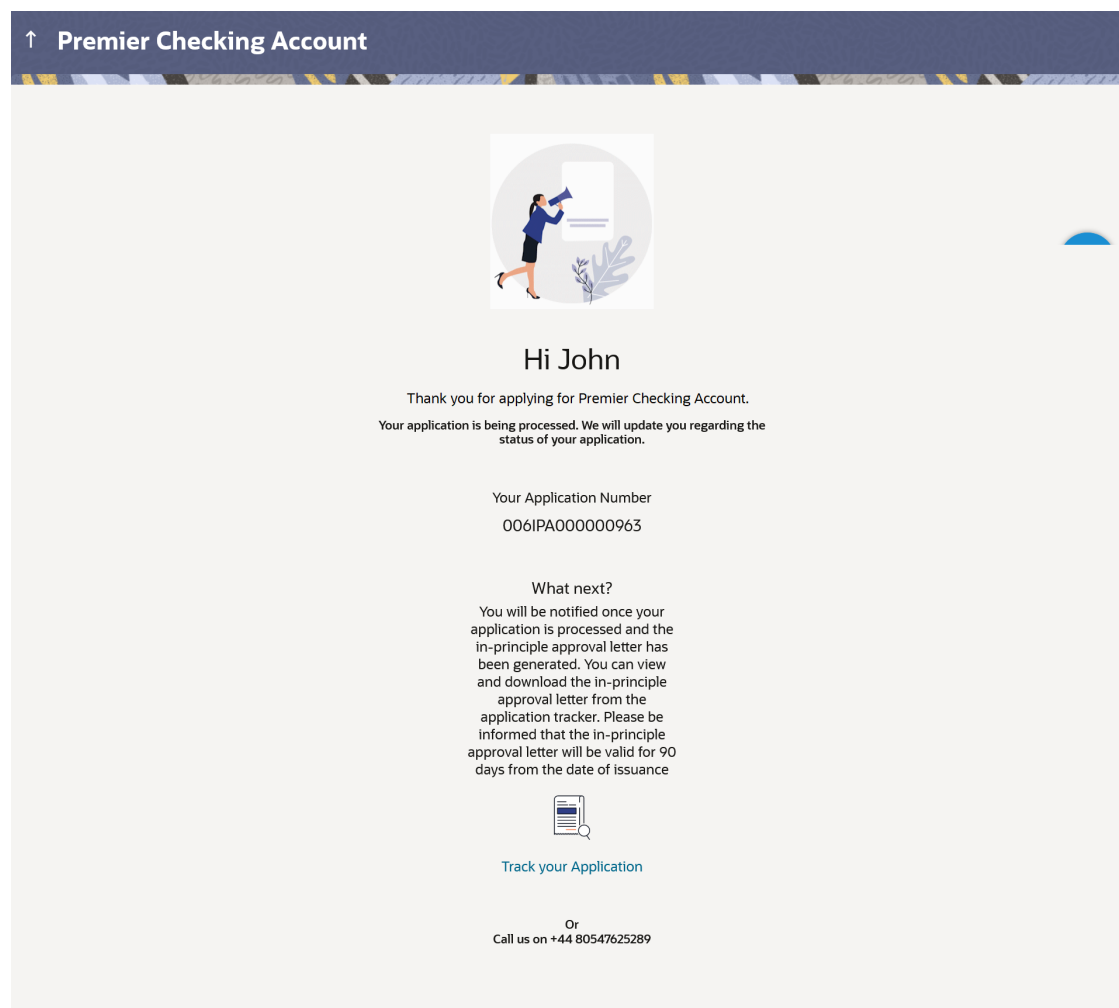 Premier Checking Account
Hi John
Thank you for applying for Premier Checking Account.
Your application is being processed. We will update you regarding the
status of your application.
Your Application Number
006IPA000000963
What next?
You will be notified once your
application is processed and the
in-principle approval letter has
been generated. You can view
and download the in-principle
approval letter from the
application tracker. Please be
informed that the in-principle
approval letter will be valid for 90
days from the date of issuance
Track your Application
Or
Call us on +44 80547625289